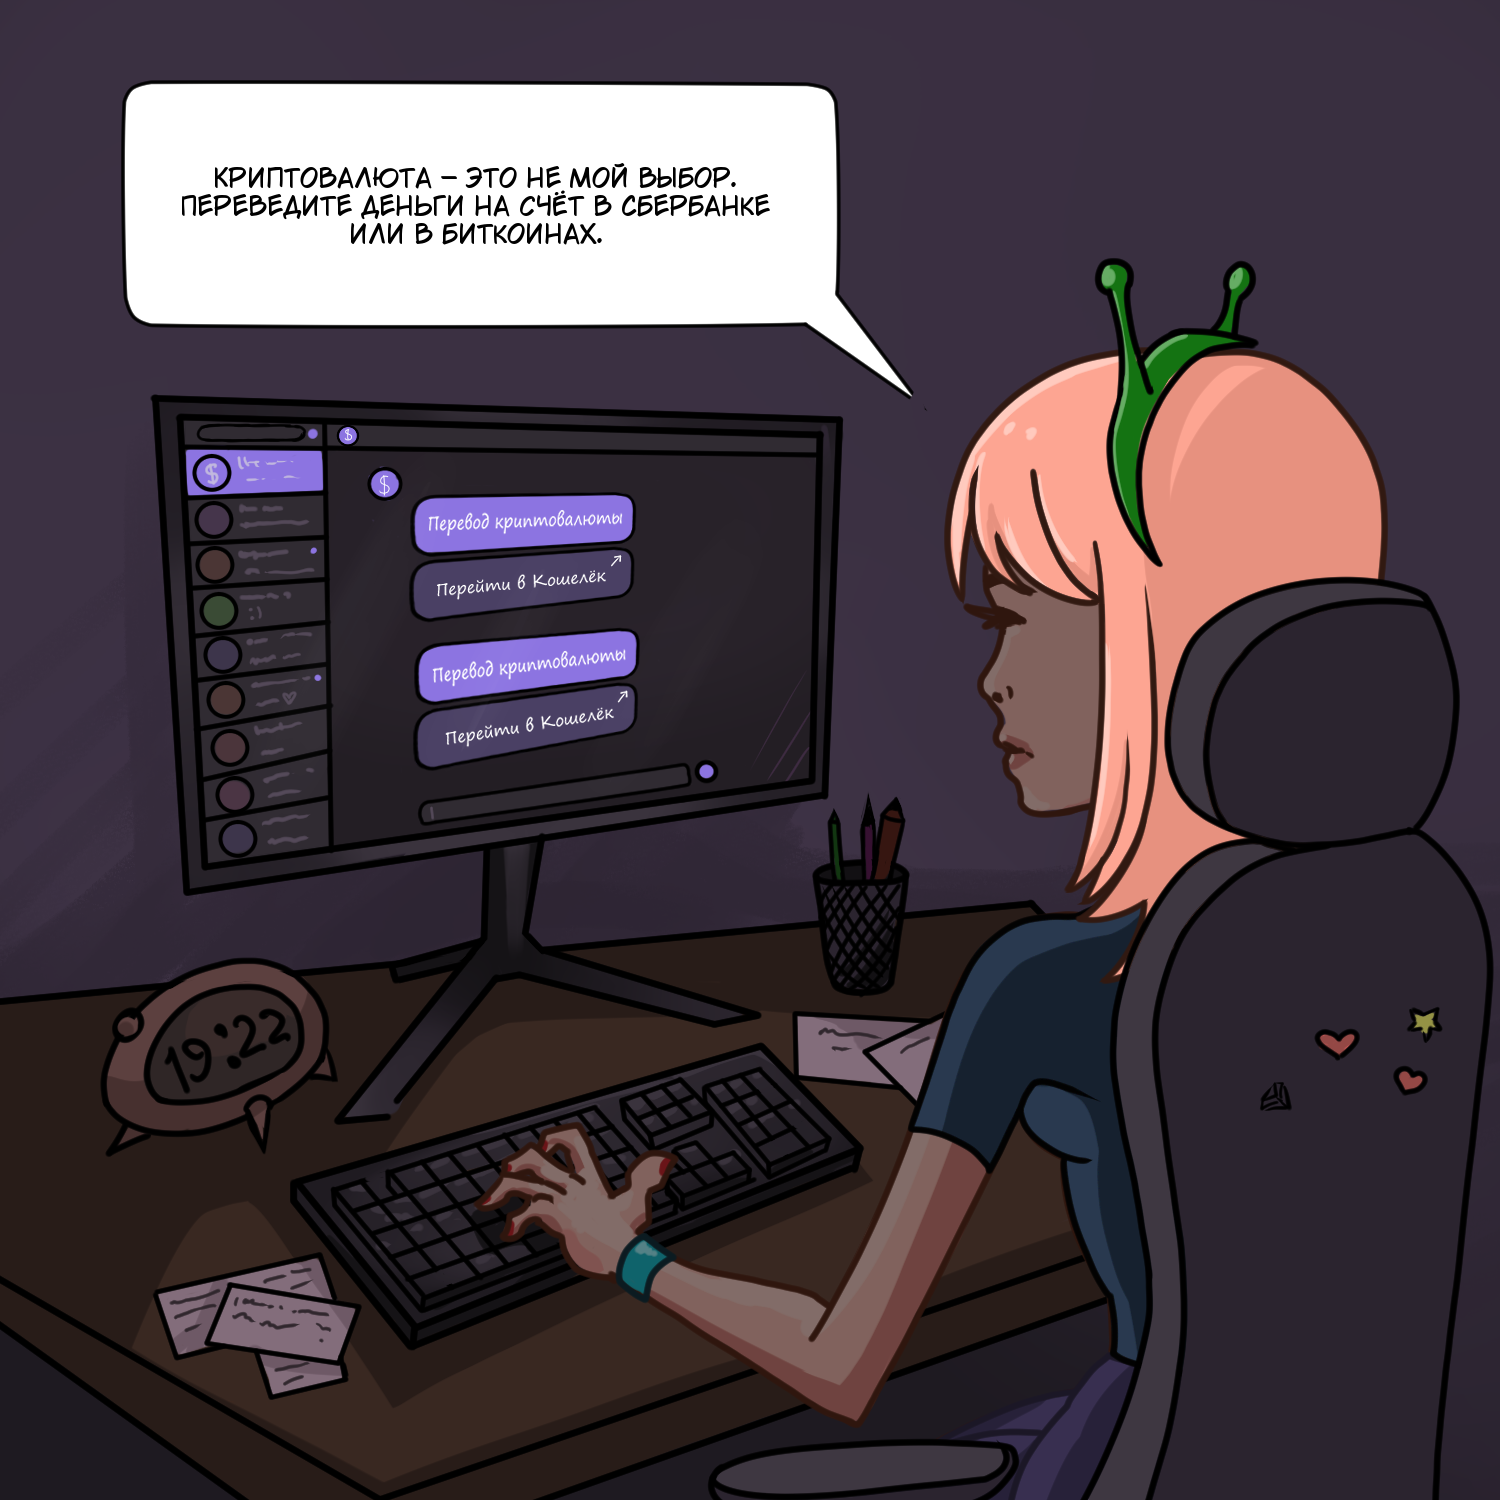 КРИПТОВАЛЮТА – ЭТО НЕ МОЙ ВЫБОР.
ПЕРЕВЕДИТЕ ДЕНЬГИ НА СЧЁТ В СБЕРБАНКЕ
ИЛИ В БИТКОИНАХ.
$
$
$
Перевод криптовалюты
Перейти в Кошелёк
:)
Перевод криптовалюты
Перейти в Кошелёк
19:22